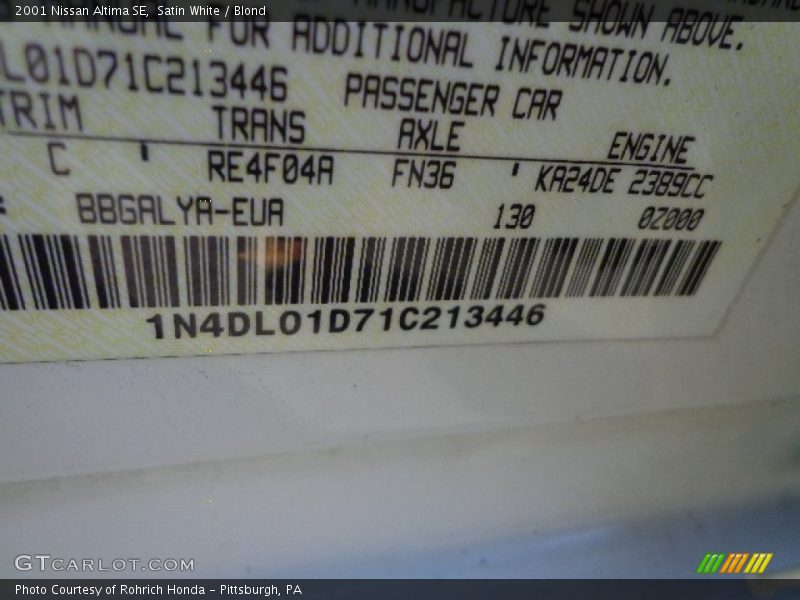 2001 Nissan Altima SE, Satin White / Blond
OF MANUFACTURE SHOWN ABOVE.
MANUAL FOR ADDITIONAL INFORMATION.
L01D71C213446 PASSENGER CAR
TRIM TRANS AXLE ENGINE
C RE4F04A FN36 KA24DE 2389CC
BBGALYA-EUA 130 0Z000
1N4DL01D71C213446
GTCARLOT.COM
Photo Courtesy of Rohrich Honda - Pittsburgh, PA